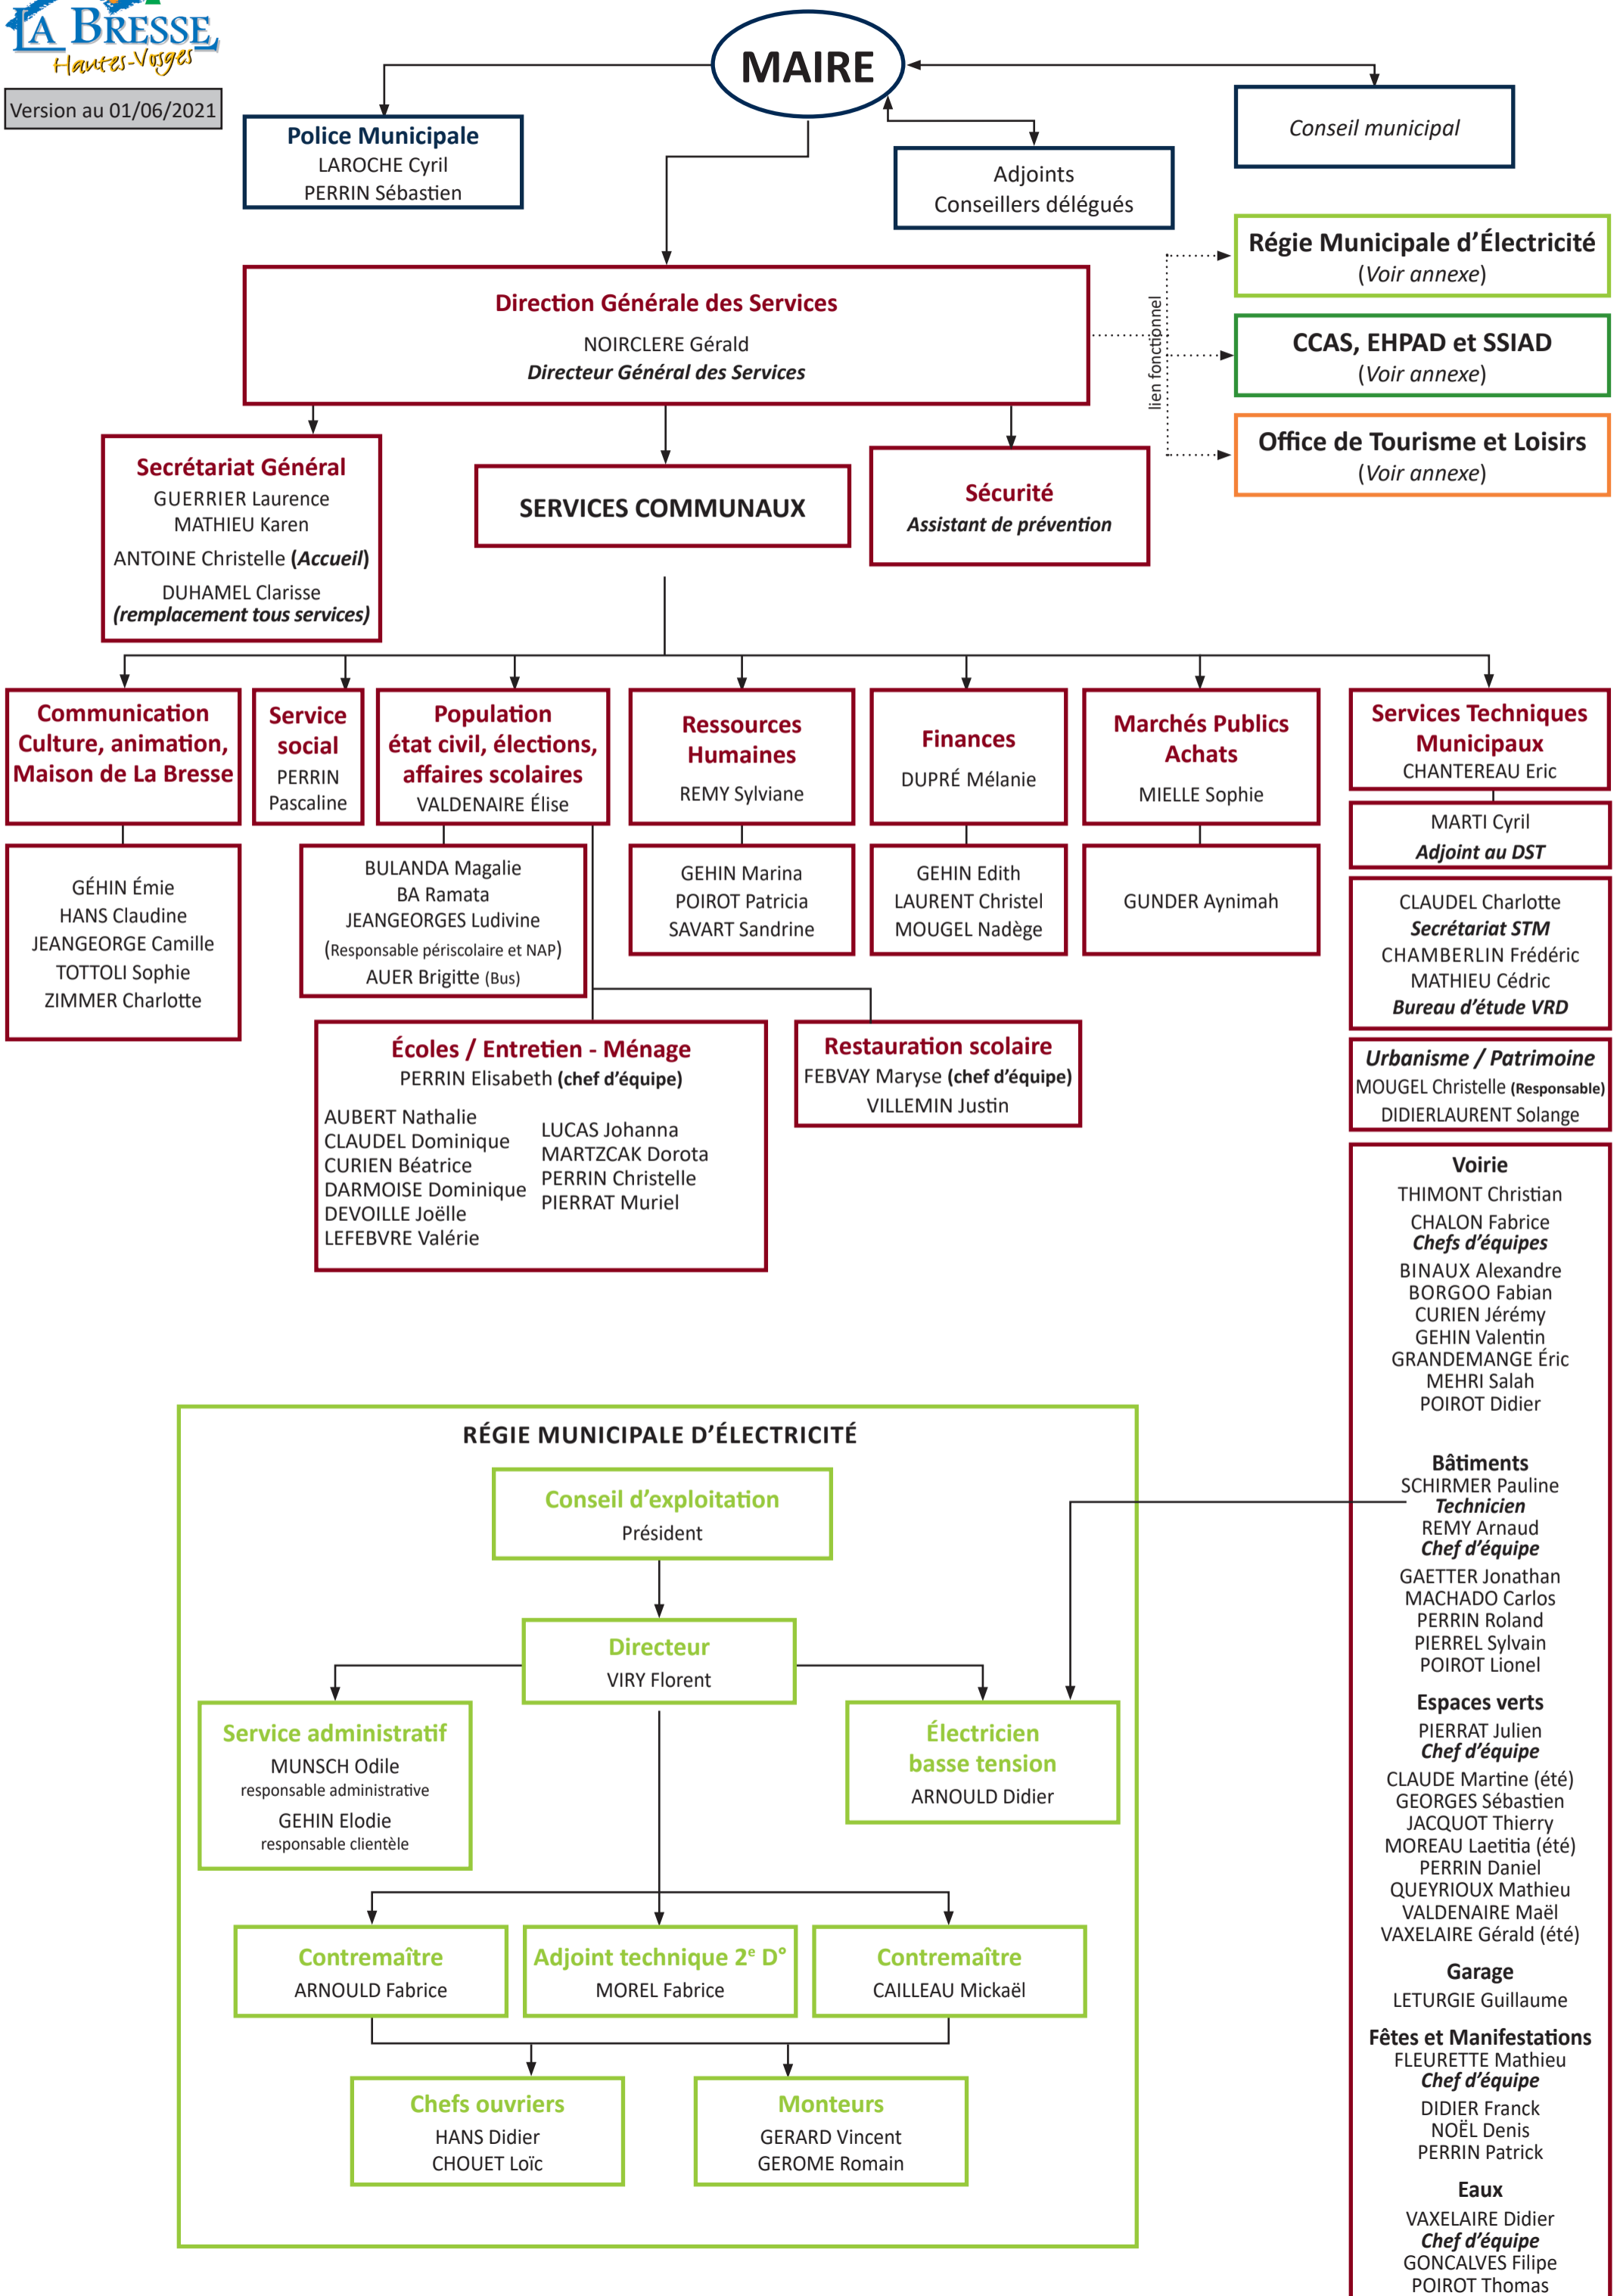 LA BRESSE
Hautes-Vosges
Version au 01/06/2021
MAIRE
Police Municipale
LAROCHE Cyril
PERRIN Sébastien
Adjoints
Conseillers délégués
Conseil municipal
Direction Générale des Services
NOIRCLERE Gérald
Directeur Général des Services
lien fonctionnel
Régie Municipale d’Électricité
(Voir annexe)
CCAS, EHPAD et SSIAD
(Voir annexe)
Office de Tourisme et Loisirs
(Voir annexe)
Secrétariat Général
GUERRIER Laurence
MATHIEU Karen
ANTOINE Christelle (Accueil)
DUHAMEL Clarisse
(remplacement tous services)
SERVICES COMMUNAUX
Sécurité
Assistant de prévention
Communication
Culture, animation,
Maison de La Bresse
GÉHIN Émie
HANS Claudine
JEANGEORGE Camille
TOTTOLI Sophie
ZIMMER Charlotte
Service
social
PERRIN
Pascaline
Population
état civil, élections,
affaires scolaires
VALDENAIRE Élise
BULANDA Magalie
BA Ramata
JEANGEORGES Ludivine
(Responsable périscolaire et NAP)
AUER Brigitte (Bus)
Ressources
Humaines
REMY Sylviane
GEHIN Marina
POIROT Patricia
SAVART Sandrine
Finances
DUPRÉ Mélanie
GEHIN Edith
LAURENT Christel
MOUGEL Nadège
Marchés Publics
Achats
MIELLE Sophie
GUNDER Aynimah
Écoles / Entretien - Ménage
PERRIN Elisabeth (chef d’équipe)
AUBERT Nathalie
CLAUDEL Dominique
CURIEN Béatrice
DARMOISE Dominique
DEVOILLE Joëlle
LEFEBVRE Valérie
LUCAS Johanna
MARTZCAK Dorota
PERRIN Christelle
PIERRAT Muriel
Restauration scolaire
FEBVAY Maryse (chef d’équipe)
VILLEMIN Justin
Services Techniques
Municipaux
CHANTEREAU Eric
MARTI Cyril
Adjoint au DST
CLAUDEL Charlotte
Secrétariat STM
CHAMBERLIN Frédéric
MATHIEU Cédric
Bureau d’étude VRD
Urbanisme / Patrimoine
MOUGEL Christelle (Responsable)
DIDIERLAURENT Solange
Voirie
THIMONT Christian
CHALON Fabrice
Chefs d’équipes
BINAUX Alexandre
BORGOO Fabian
CURIEN Jérémy
GEHIN Valentin
GRANDEMANGE Éric
MEHRI Salah
POIROT Didier
Bâtiments
SCHIRMER Pauline
Technicien
REMY Arnaud
Chef d’équipe
GAETTER Jonathan
MACHADO Carlos
PERRIN Roland
PIERREL Sylvain
POIROT Lionel
Espaces verts
PIERRAT Julien
Chef d’équipe
CLAUDE Martine (été)
GEORGES Sébastien
JACQUOT Thierry
MOREAU Laetitia (été)
PERRIN Daniel
QUEYRIOUX Mathieu
VALDENAIRE Maël
VAXELAIRE Gérald (été)
Garage
LETURGIE Guillaume
Fêtes et Manifestations
FLEURETTE Mathieu
Chef d’équipe
DIDIER Franck
NOËL Denis
PERRIN Patrick
Eaux
VAXELAIRE Didier
Chef d’équipe
GONCALVES Filipe
POIROT Thomas
RÉGIE MUNICIPALE D’ÉLECTRICITÉ
Conseil d’exploitation
Président
Directeur
VIRY Florent
Service administratif
MUNSCH Odile
responsable administrative
GEHIN Elodie
responsable clientèle
Électricien
basse tension
ARNOULD Didier
Contremaître
ARNOULD Fabrice
Adjoint technique 2e D°
MOREL Fabrice
Contremaître
CAILLEAU Mickaël
Chefs ouvriers
HANS Didier
CHOUET Loïc
Monteurs
GERARD Vincent
GEROME Romain